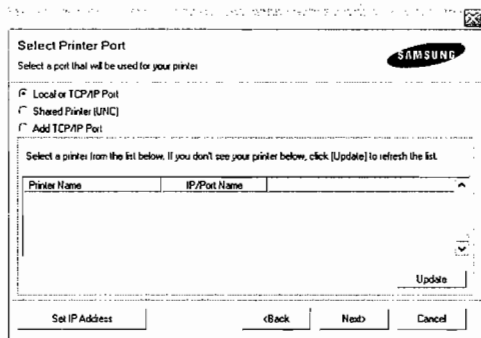 Select Printer Port
Select a port that will be used for your printer
SAMSUNG
Local or TCP/IP Port
Shared Printer (UNC)
Add TCP/IP Port
Select a printer from the list below. If you don't see your printer below, click [Update] to refresh the list.
Printer Name IP/Port Name
Update
Set IP Address <Back Next> Cancel